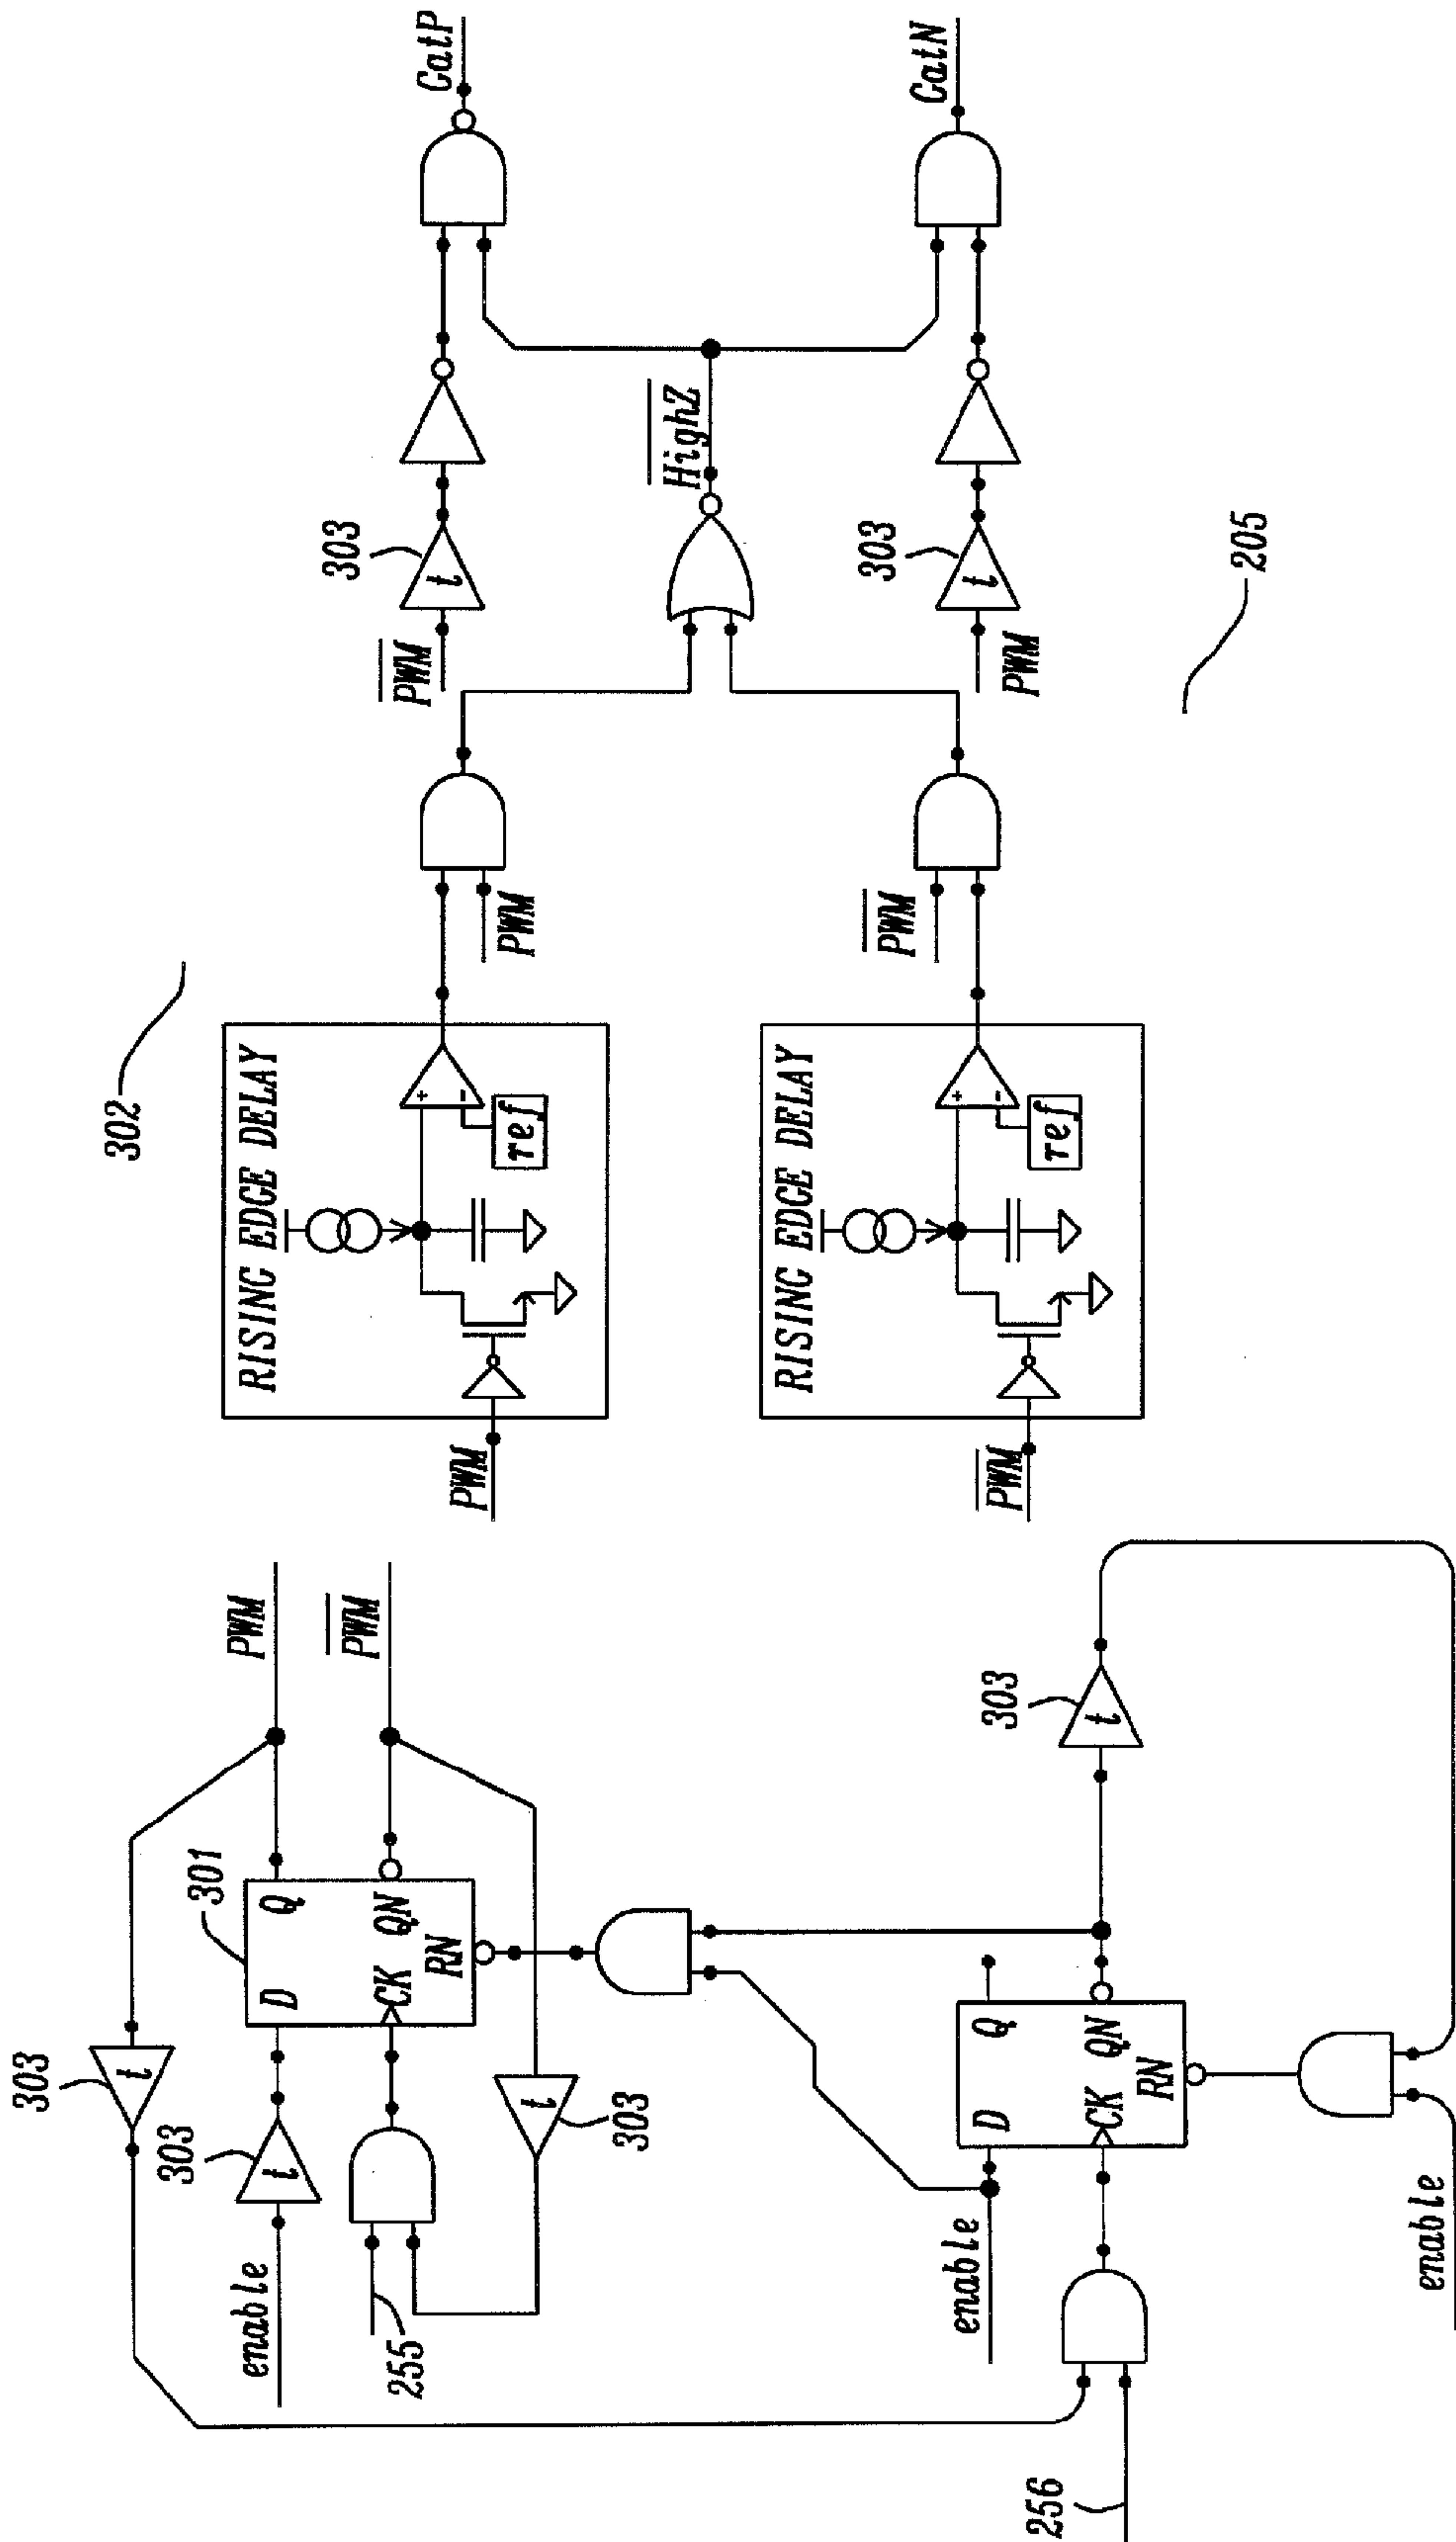 303
303
enable
D
Q
301
PWM
255
CK
QN
PWM
RN
303
enable
D
Q
CK
QN
RN
303
256
enable
302
RISING EDGE DELAY
PWM
ref
PWM
PWM
303
t
t
t
t
CatP
HighZ
RISING EDGE DELAY
PWM
ref
PWM
PWM
303
t
t
CatN
205